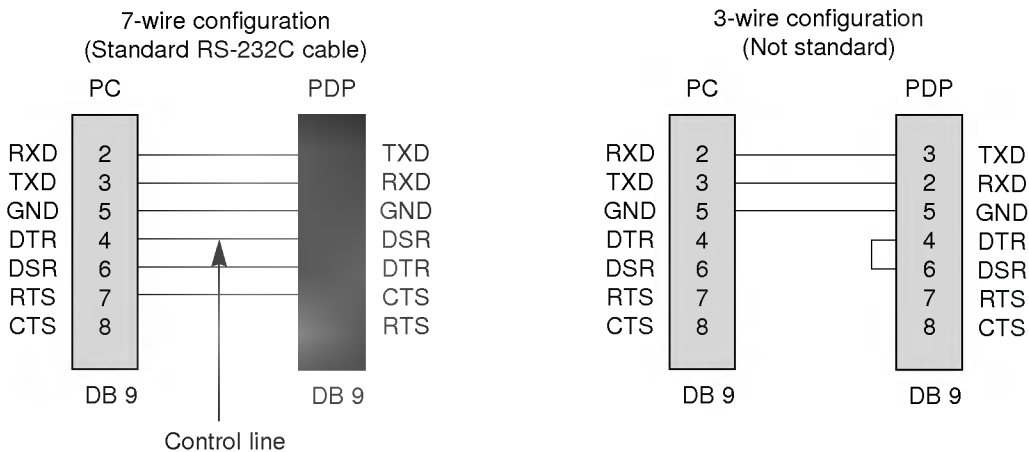 7-wire configuration
(Standard RS-232C cable)
PC PDP
RXD 2 TXD
TXD 3 RXD
GND 5 GND
DTR 4 DSR
DSR 6 DTR
RTS 7 CTS
CTS 8 RTS
DB 9 DB 9
Control line
3-wire configuration
(Not standard)
PC PDP
RXD 2 3 TXD
TXD 3 2 RXD
GND 5 5 GND
DTR 4 4 DTR
DSR 6 6 DSR
RTS 7 7 RTS
CTS 8 8 CTS
DB 9 DB 9